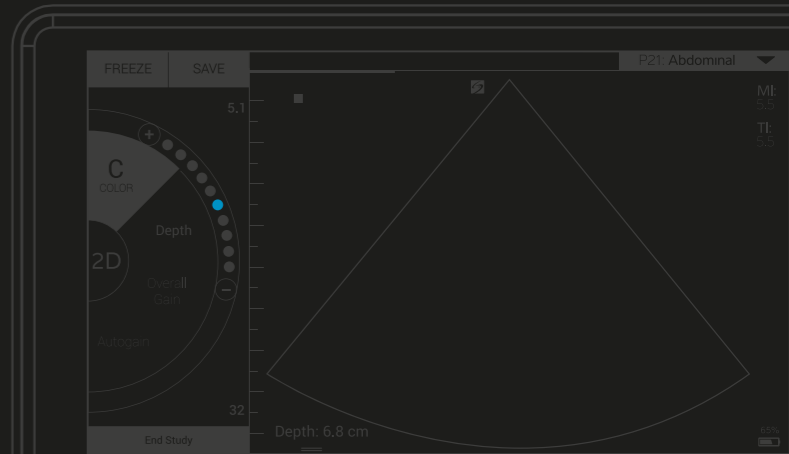 FREEZE
SAVE
P21: Abdominal
5.1
MI:
5.5
TI:
5.5
C
COLOR
Depth
2D
Overall
Gain
Autogain
32
Depth: 6.8 cm
65%
End Study